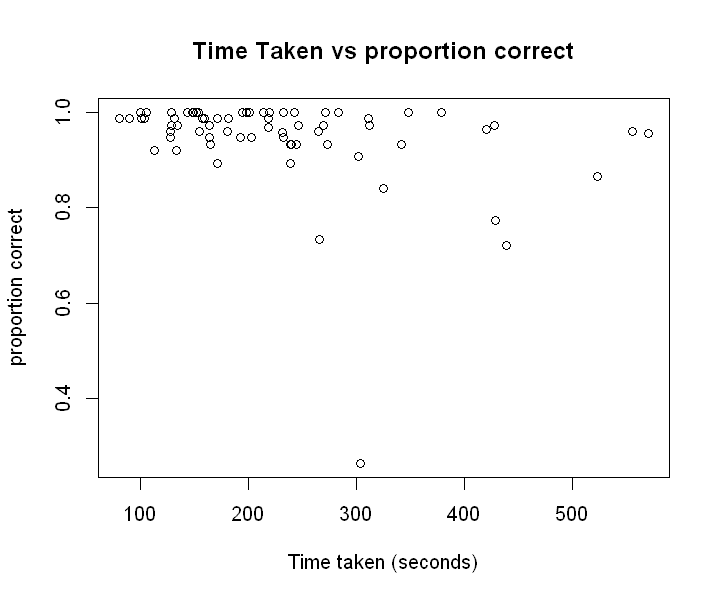 Time Taken vs proportion correct
proportion correct
1.0
0.8
0.6
0.4
100 200 300 400 500
Time taken (seconds)